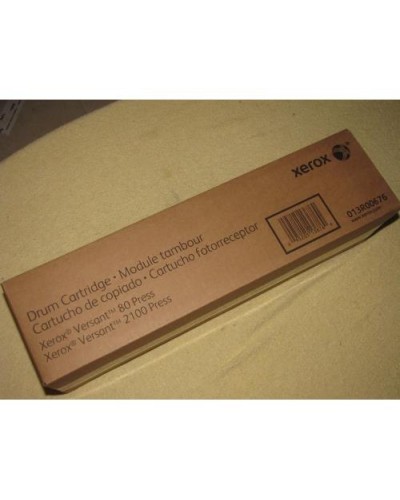 xerox
013R00676
Drum Cartridge • Module tambour
Cartucho de copiado • Cartucho fotorreceptor
Xerox® Versant™ 80 Press
Xerox® Versant™ 2100 Press